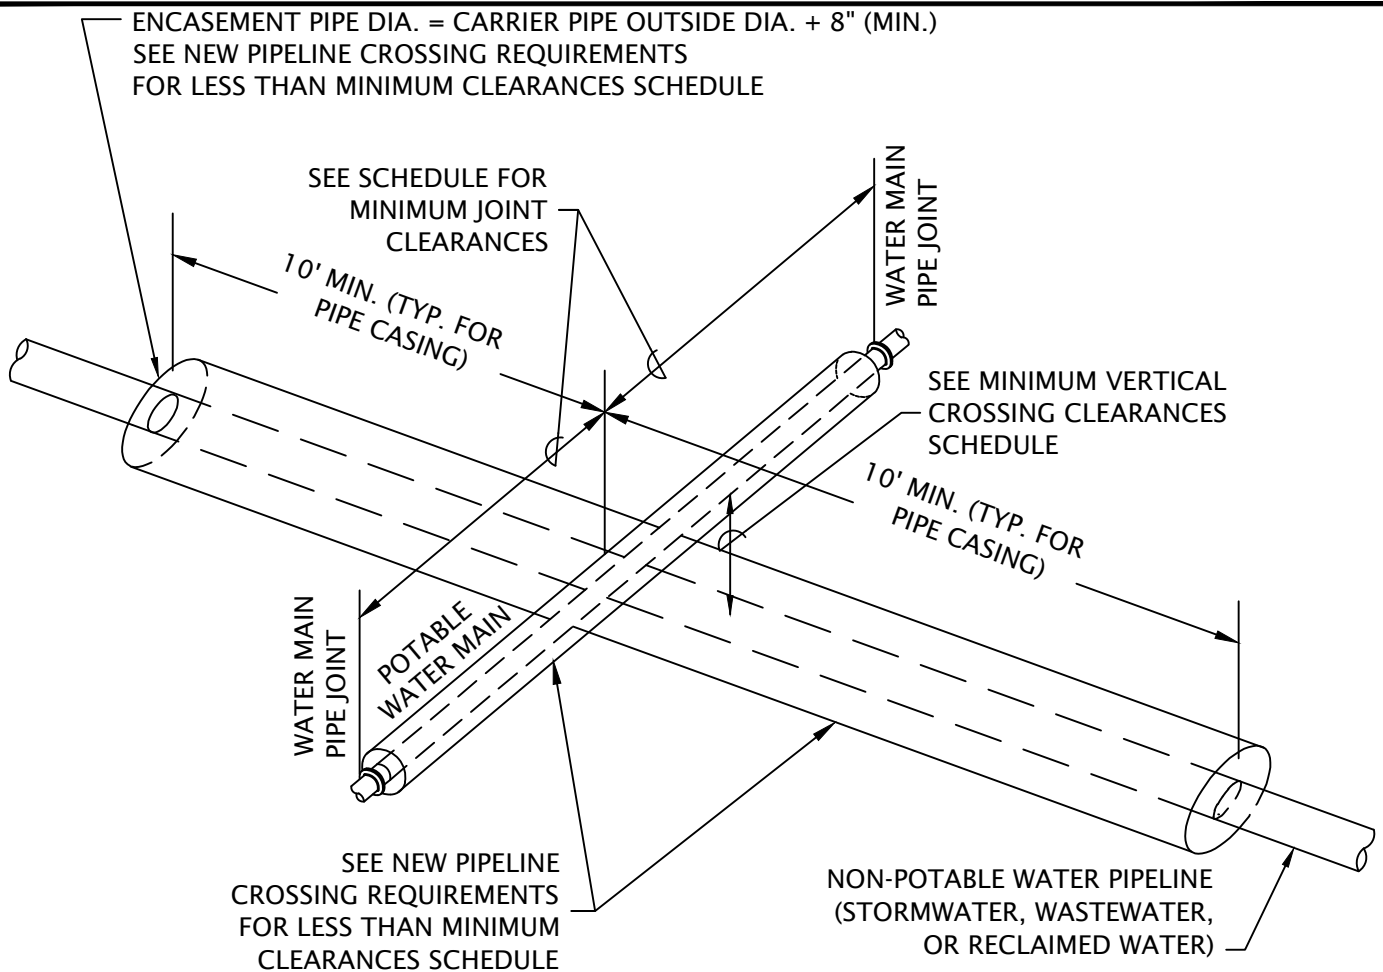 ENCASEMENT PIPE DIA. = CARRIER PIPE OUTSIDE DIA. + 8" (MIN.)
SEE NEW PIPELINE CROSSING REQUIREMENTS
FOR LESS THAN MINIMUM CLEARANCES SCHEDULE
SEE SCHEDULE FOR
MINIMUM JOINT
CLEARANCES
WATER MAIN
PIPE JOINT
10' MIN. (TYP. FOR
PIPE CASING)
SEE MINIMUM VERTICAL
CROSSING CLEARANCES
SCHEDULE
10' MIN. (TYP. FOR
PIPE CASING)
WATER MAIN
PIPE JOINT
POTABLE
WATER MAIN
SEE NEW PIPELINE
CROSSING REQUIREMENTS
FOR LESS THAN MINIMUM
CLEARANCES SCHEDULE
NON-POTABLE WATER PIPELINE
(STORMWATER, WASTEWATER,
OR RECLAIMED WATER)